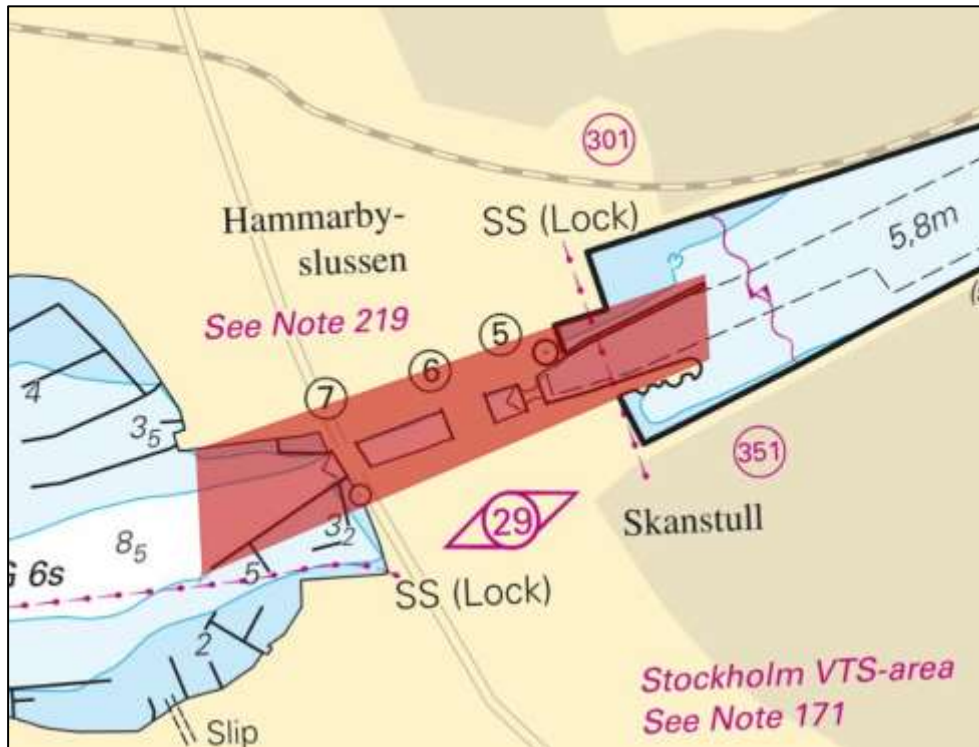 301
SS (Lock)
Hammarby-
slussen
See Note 219
5,8m
5
6
7
4
3₅
351
29
Skanstull
3₂
8₅
5
G 6s
SS (Lock)
2
Stockholm VTS-area
See Note 171
Slip